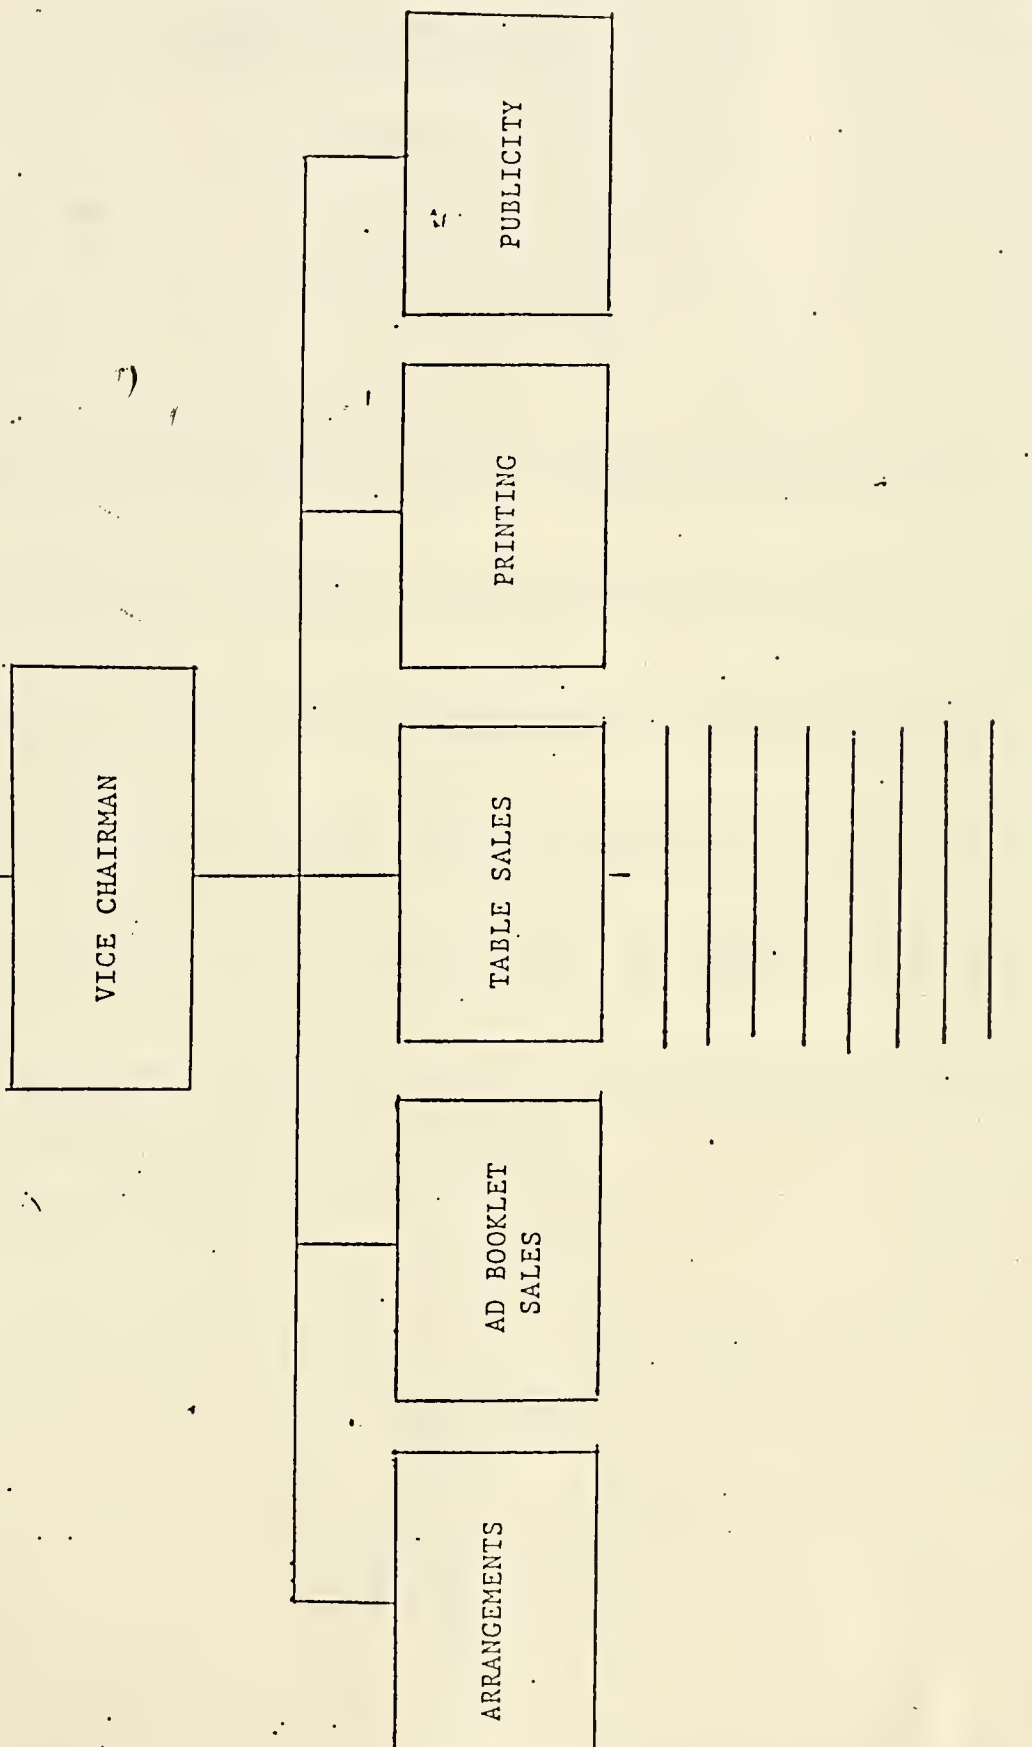 VICE CHAIRMAN
ARRANGEMENTS
AD BOOKLET
SALES
TABLE SALES
PRINTING
PUBLICITY